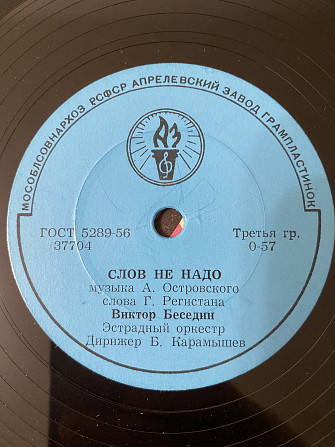 МОСОБЛСОВНАРХОЗ РСФСР АПРЕЛЕВСКИЙ ЗАВОД ГРАМПЛАСТИНОК
АЗ
ГОСТ 5289-56
37704
Третья гр.
0-57
СЛОВ НЕ НАДО
музыка А. Островского
слова Г. Регистана
Виктор Беседин
Эстрадный оркестр
Дирижер Б. Карамышев